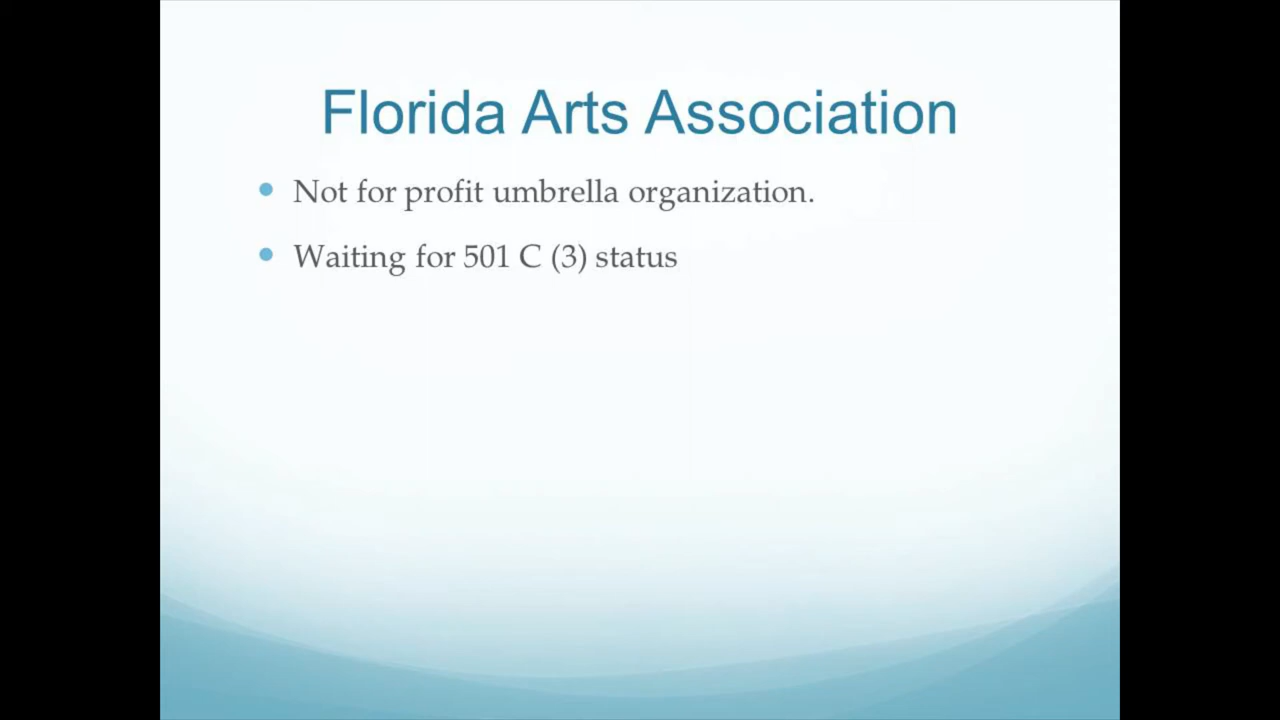 Florida Arts Association
Not for profit umbrella organization.
Waiting for 501 C (3) status